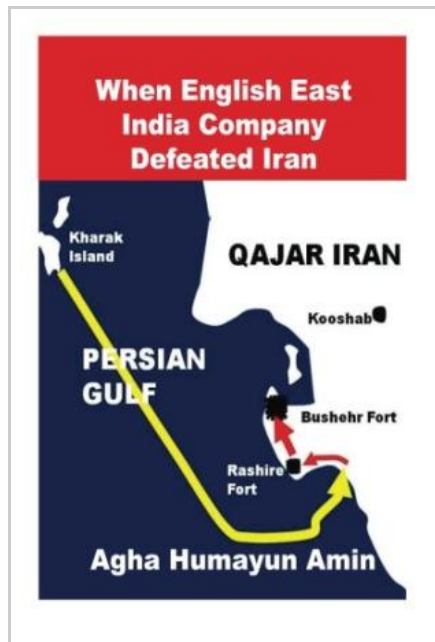 When English East
India Company
Defeated Iran
Kharak
Island
QAJAR IRAN
Kooshab
PERSIAN
GULF
Bushehr Fort
Rashire
Fort
Agha Humayun Amin